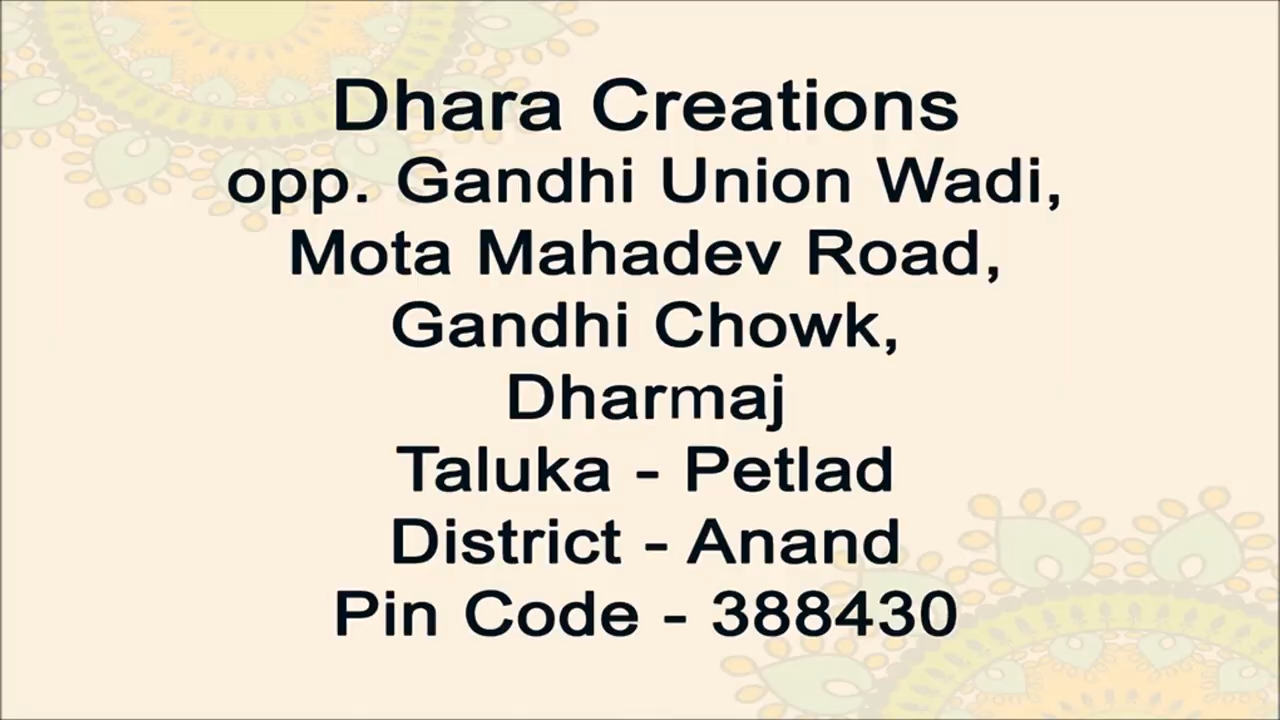 Dhara Creations
opp. Gandhi Union Wadi,
Mota Mahadev Road,
Gandhi Chowk,
Dharmaj
Taluka - Petlad
District - Anand
Pin Code - 388430